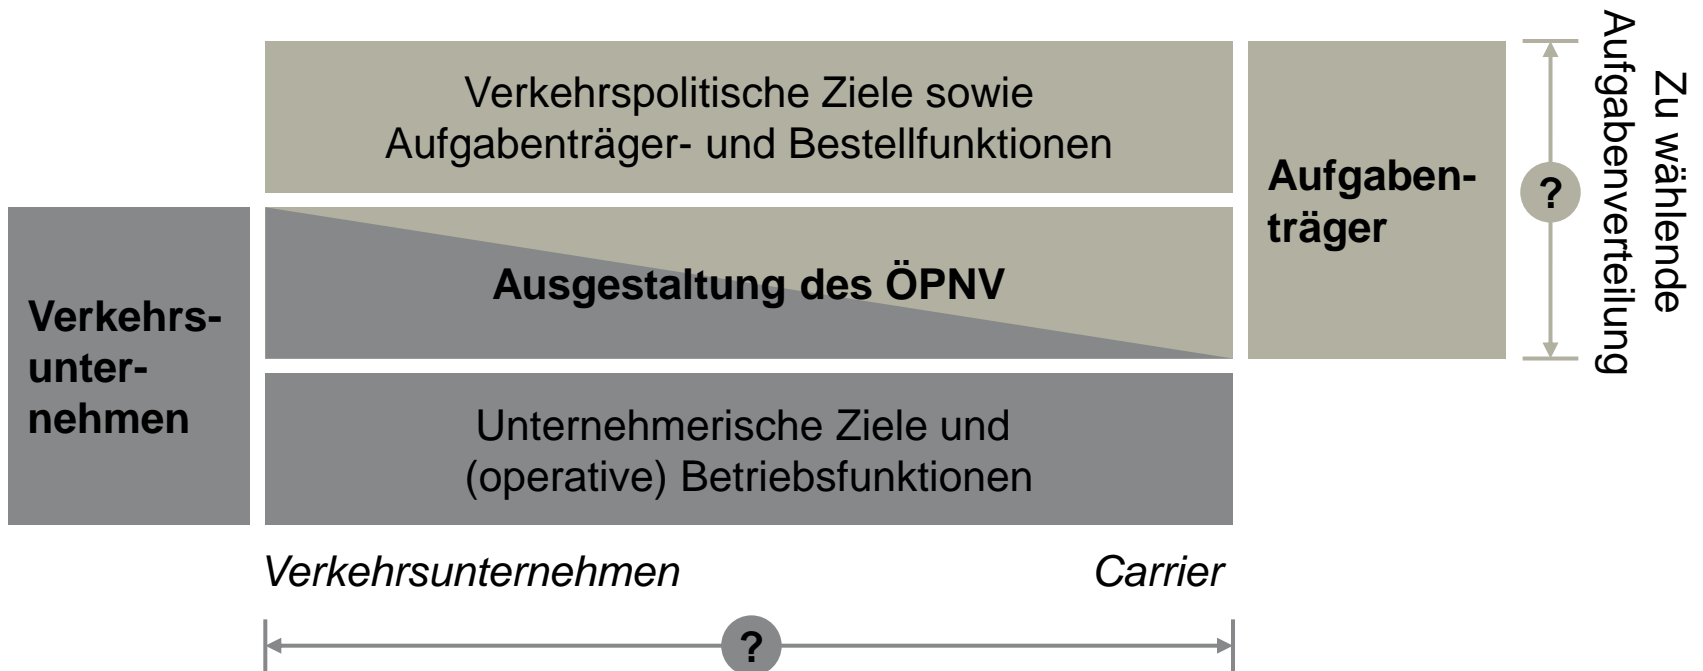 Verkehrspolitische Ziele sowie
Aufgabenträger- und Bestellfunktionen
Aufgaben-
träger
?
Zu wählende
Aufgabenverteilung
Verkehrs-
unter-
nehmen
Ausgestaltung des ÖPNV
Unternehmerische Ziele und
(operative) Betriebsfunktionen
Verkehrsunternehmen
Carrier
?